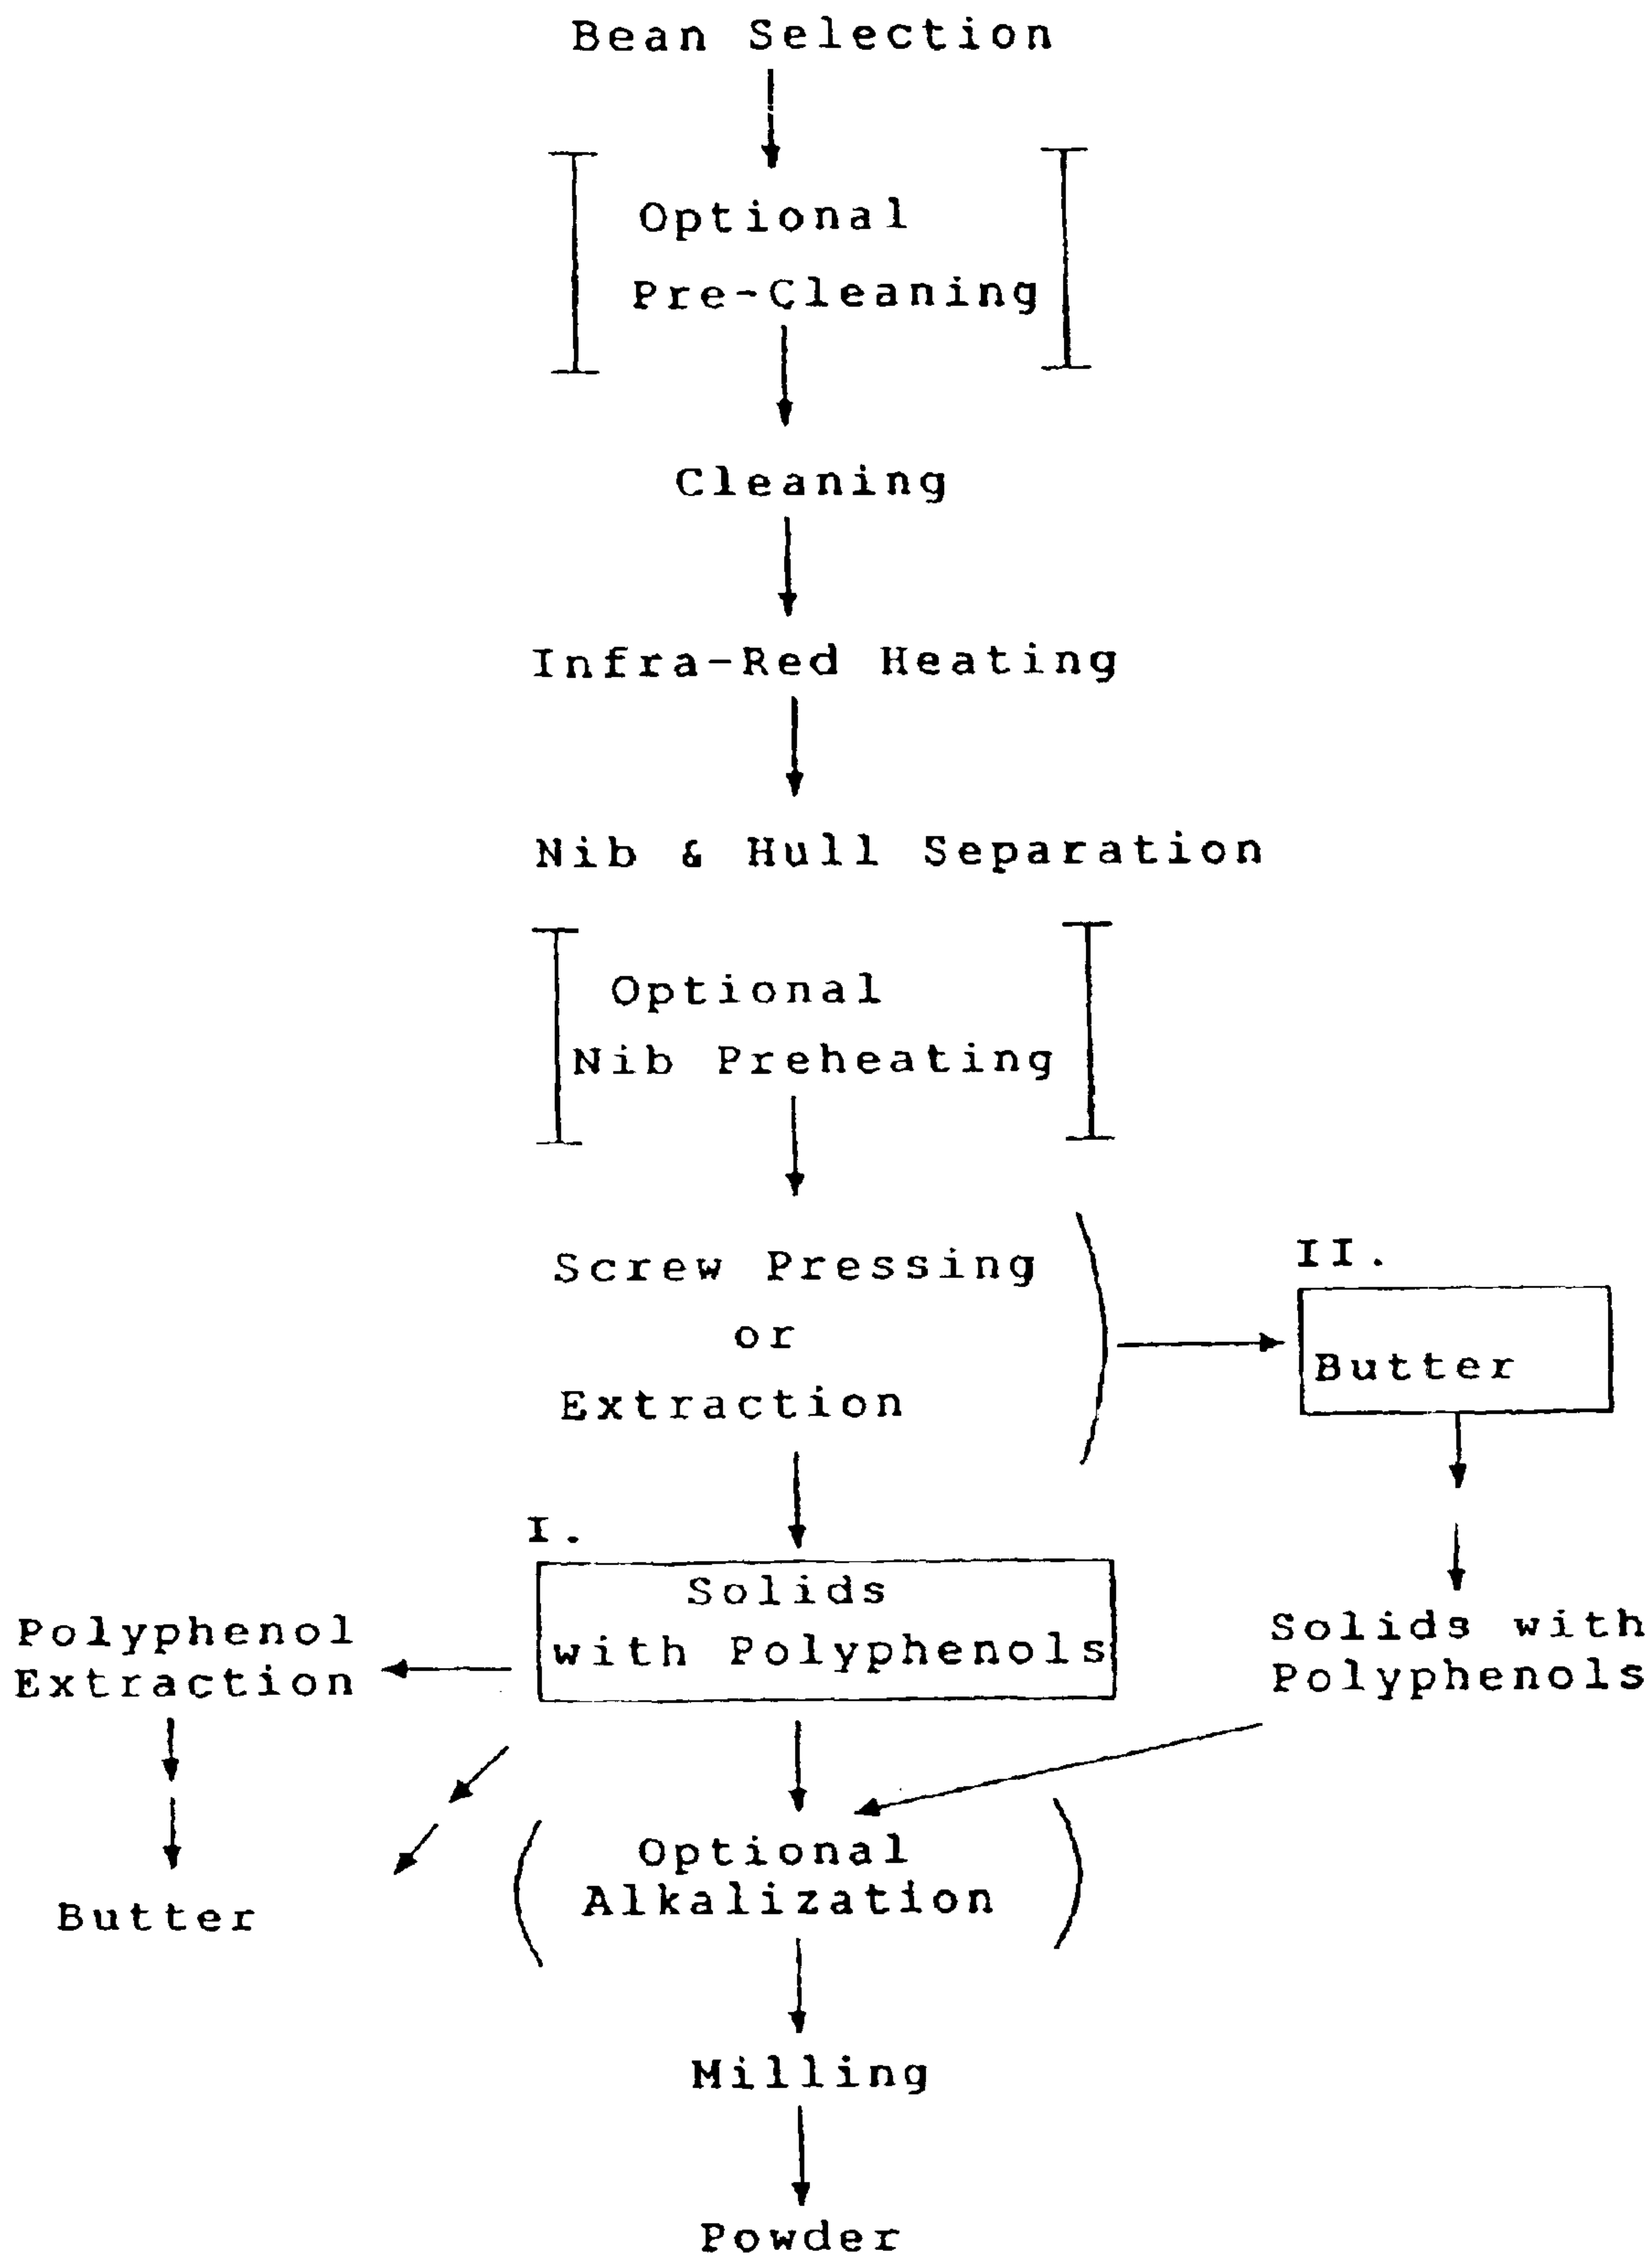 Bean Selection
Optional
Pre-Cleaning
Cleaning
Infra-Red Heating
Nib & Hull Separation
Optional
Nib Preheating
Screw Pressing
or
Extraction
II.
Butter
I.
Solids
with Polyphenols
Polyphenol
Extraction
Solids with
Polyphenols
Butter
Optional
Alkalization
Milling
Powder